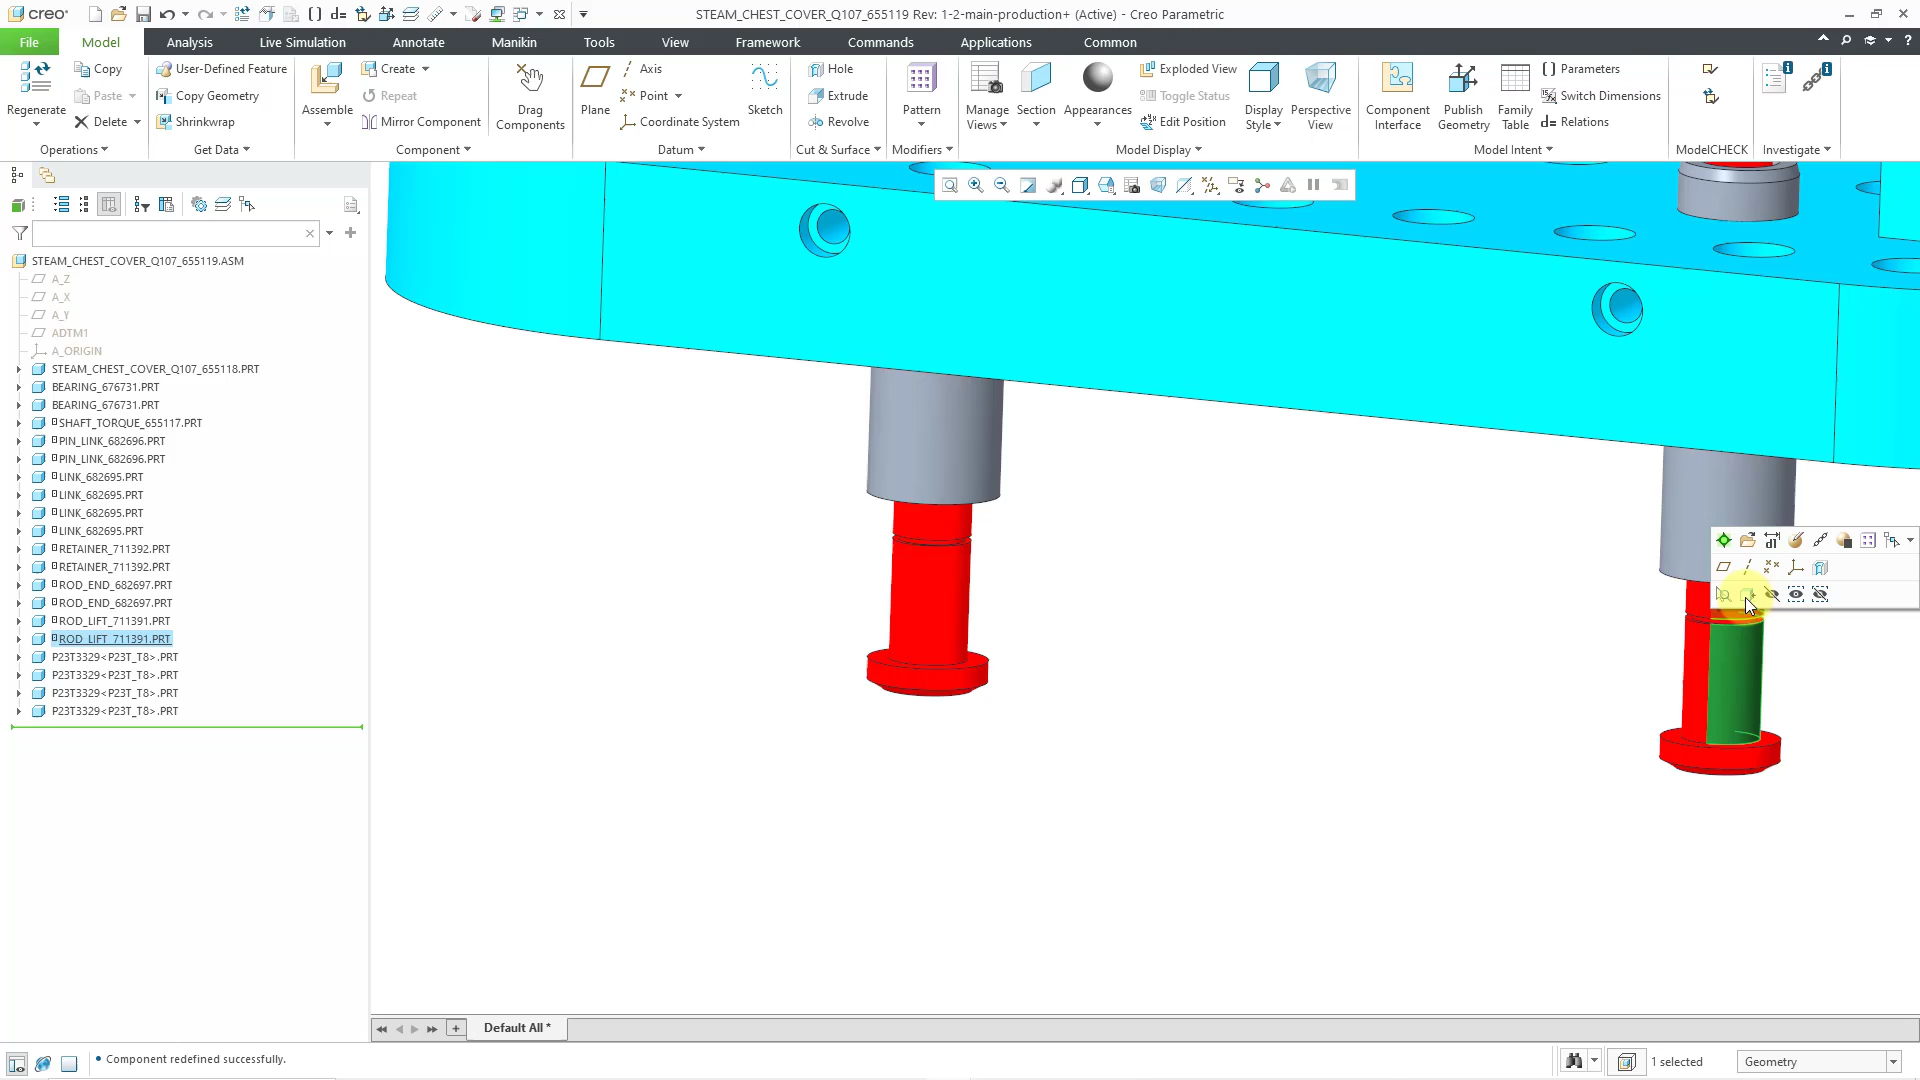 creo
STEAM_CHEST_COVER_Q107_655119 Rev: 1-2-main-production+ (Active) - Creo Parametric
File Model Analysis Live Simulation Annotate Manikin Tools View Framework Commands Applications Common
Regenerate
Copy
Paste
Delete
Operations
User-Defined Feature
Copy Geometry
Shrinkwrap
Get Data
Assemble
Create
Repeat
Mirror Component
Component
Drag
Components
Plane
Axis
Point
Coordinate System
Sketch
Datum
Hole
Extrude
Revolve
Cut & Surface
Pattern
Modifiers
Manage
Views
Section
Appearances
Exploded View
Toggle Status
Edit Position
Display
Style
Perspective
View
Model Display
Component
Interface
Publish
Geometry
Family
Table
Parameters
Switch Dimensions
d= Relations
Model Intent
ModelCHECK
Investigate
STEAM_CHEST_COVER_Q107_655119.ASM
A_Z
A_X
A_Y
ADTM1
A_ORIGIN
STEAM_CHEST_COVER_Q107_655118.PRT
BEARING_676731.PRT
BEARING_676731.PRT
SHAFT_TORQUE_655117.PRT
PIN_LINK_682696.PRT
PIN_LINK_682696.PRT
LINK_682695.PRT
LINK_682695.PRT
LINK_682695.PRT
LINK_682695.PRT
RETAINER_711392.PRT
RETAINER_711392.PRT
ROD_END_682697.PRT
ROD_END_682697.PRT
ROD_LIFT_711391.PRT
ROD_LIFT_711391.PRT
P23T3329<P23T_T8>.PRT
P23T3329<P23T_T8>.PRT
P23T3329<P23T_T8>.PRT
P23T3329<P23T_T8>.PRT
Default All *
• Component redefined successfully.
1 selected
Geometry